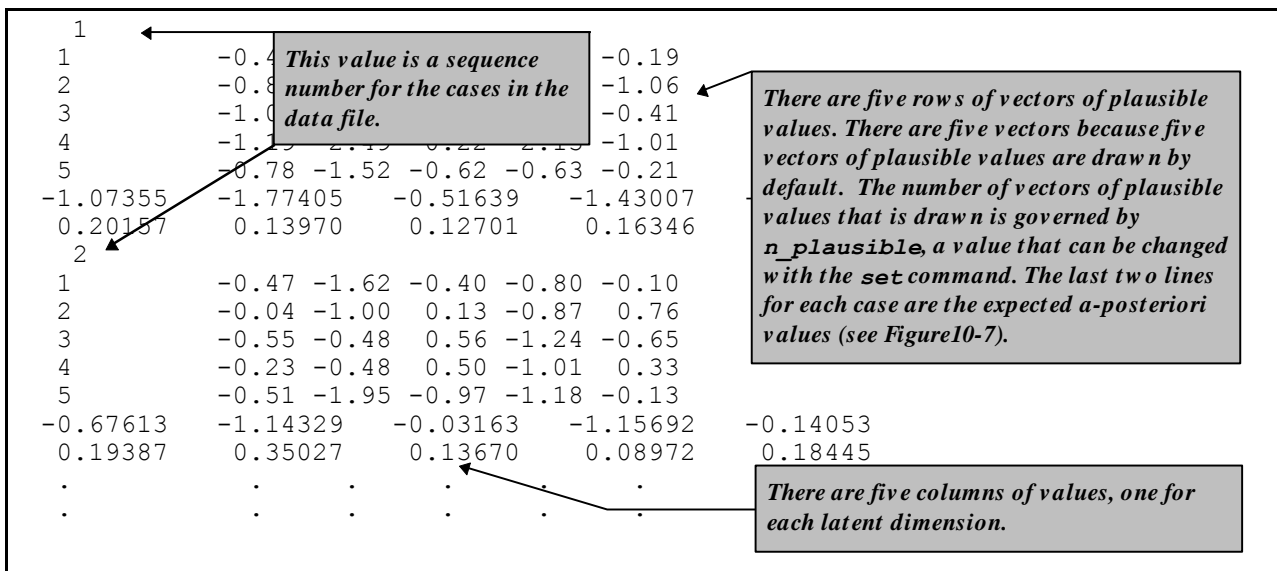 1
1 -0.19
2 -1.06
3 -0.41
4 -1.01
5 -0.78 -1.52 -0.62 -0.63 -0.21
-1.07355 -1.77405 -0.51639 -1.43007
0.20157 0.13970 0.12701 0.16346
2
1 -0.47 -1.62 -0.40 -0.80 -0.10
2 -0.04 -1.00 0.13 -0.87 0.76
3 -0.55 -0.48 0.56 -1.24 -0.65
4 -0.23 -0.48 0.50 -1.01 0.33
5 -0.51 -1.95 -0.97 -1.18 -0.13
-0.67613 -1.14329 -0.03163 -1.15692 -0.14053
0.19387 0.35027 0.13670 0.08972 0.18445
. . . . . .
. . . . . .
This value is a sequence
number for the cases in the
data file.
There are five rows of vectors of plausible
values. There are five vectors because five
vectors of plausible values are drawn by
default. The number of vectors of plausible
values that is drawn is governed by
n_plausible, a value that can be changed
with the set command. The last two lines
for each case are the expected a-posteriori
values (see Figure10-7).
There are five columns of values, one for
each latent dimension.